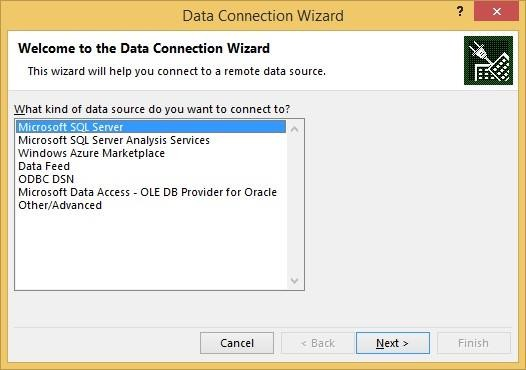 Data Connection Wizard
?
Welcome to the Data Connection Wizard
This wizard will help you connect to a remote data source.
What kind of data source do you want to connect to?
Microsoft SQL Server
Microsoft SQL Server Analysis Services
Windows Azure Marketplace
Data Feed
ODBC DSN
Microsoft Data Access - OLE DB Provider for Oracle
Other/Advanced
Cancel
< Back
Next >
Finish